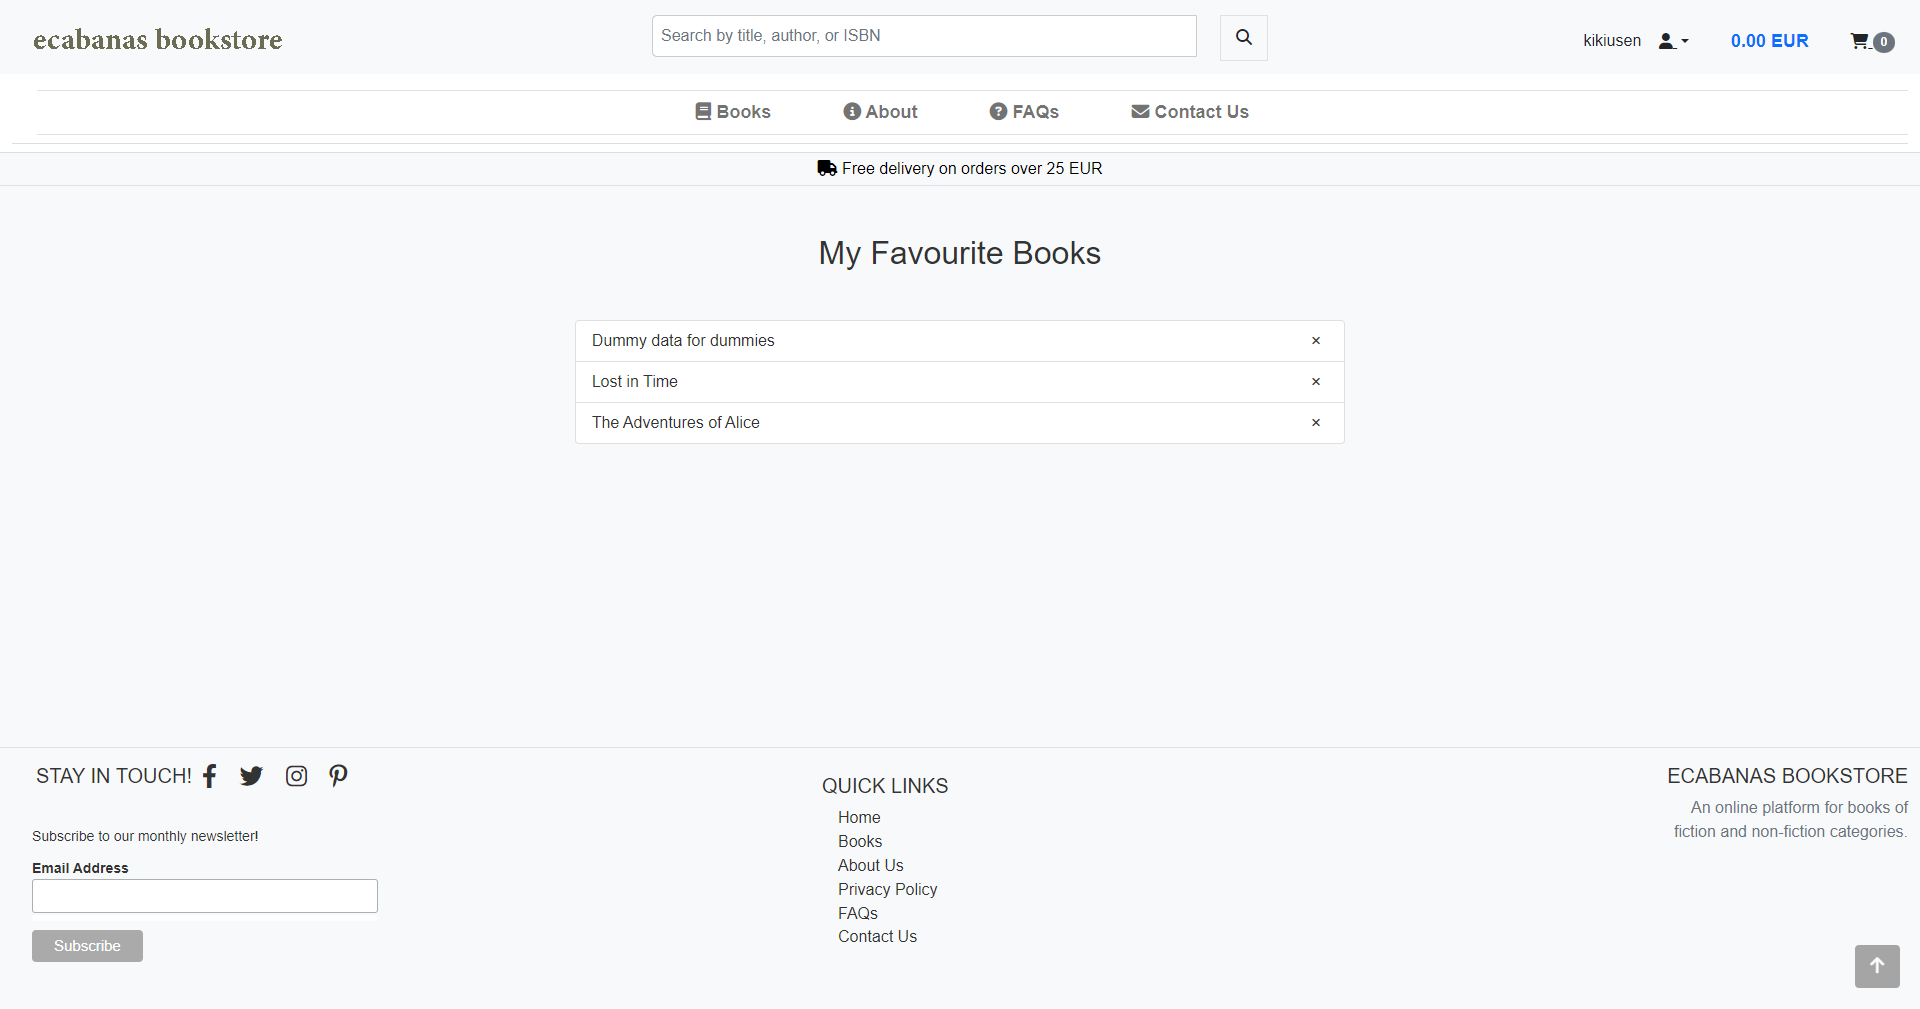 ecabanas bookstore
Search by title, author, or ISBN
kikiusen
0.00 EUR
0
Books
About
FAQs
Contact Us
Free delivery on orders over 25 EUR
My Favourite Books
Dummy data for dummies ×
Lost in Time ×
The Adventures of Alice ×
STAY IN TOUCH!
Subscribe to our monthly newsletter!
Email Address
Subscribe
QUICK LINKS
Home
Books
About Us
Privacy Policy
FAQs
Contact Us
ECABANAS BOOKSTORE
An online platform for books of
fiction and non-fiction categories.